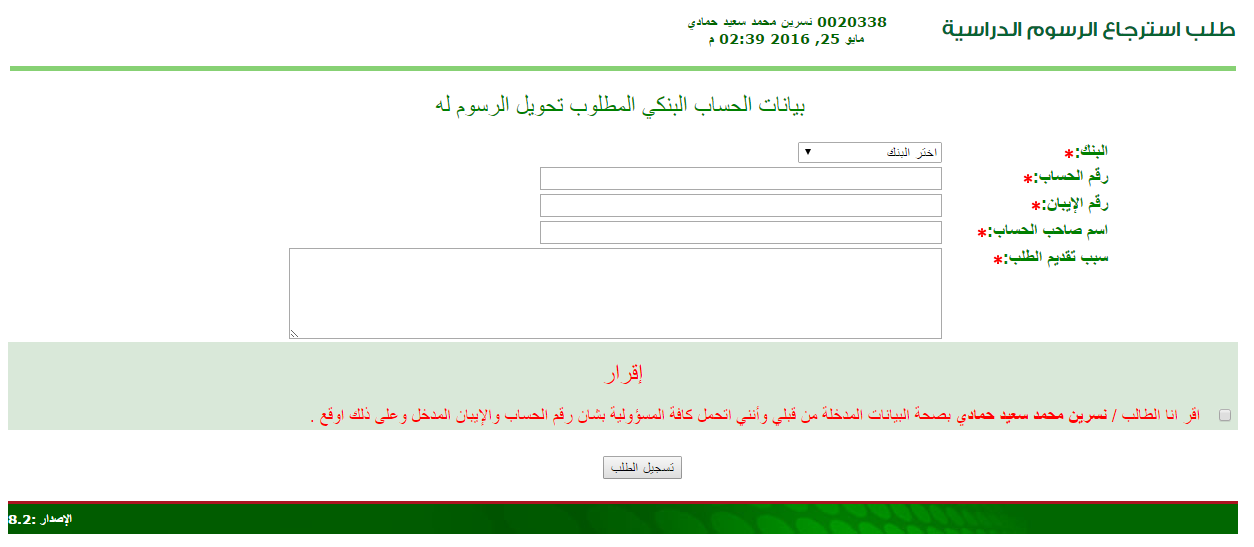 طلب استرجاع الرسوم الدراسية
0020338 نسرين محمد سعيد حمادي
مايو 25, 2016 02:39 م
بيانات الحساب البنكي المطلوب تحويل الرسوم له
البنك:* اختر البنك
رقم الحساب:*
رقم الإيبان:*
اسم صاحب الحساب:*
سبب تقديم الطلب:*
إقرار
اقر انا الطالب / نسرين محمد سعيد حمادي بصحة البيانات المدخلة من قبلي وأنني اتحمل كافة المسؤولية بشان رقم الحساب والإيبان المدخل وعلى ذلك اوقع .
تسجيل الطلب
الإصدار :8.2